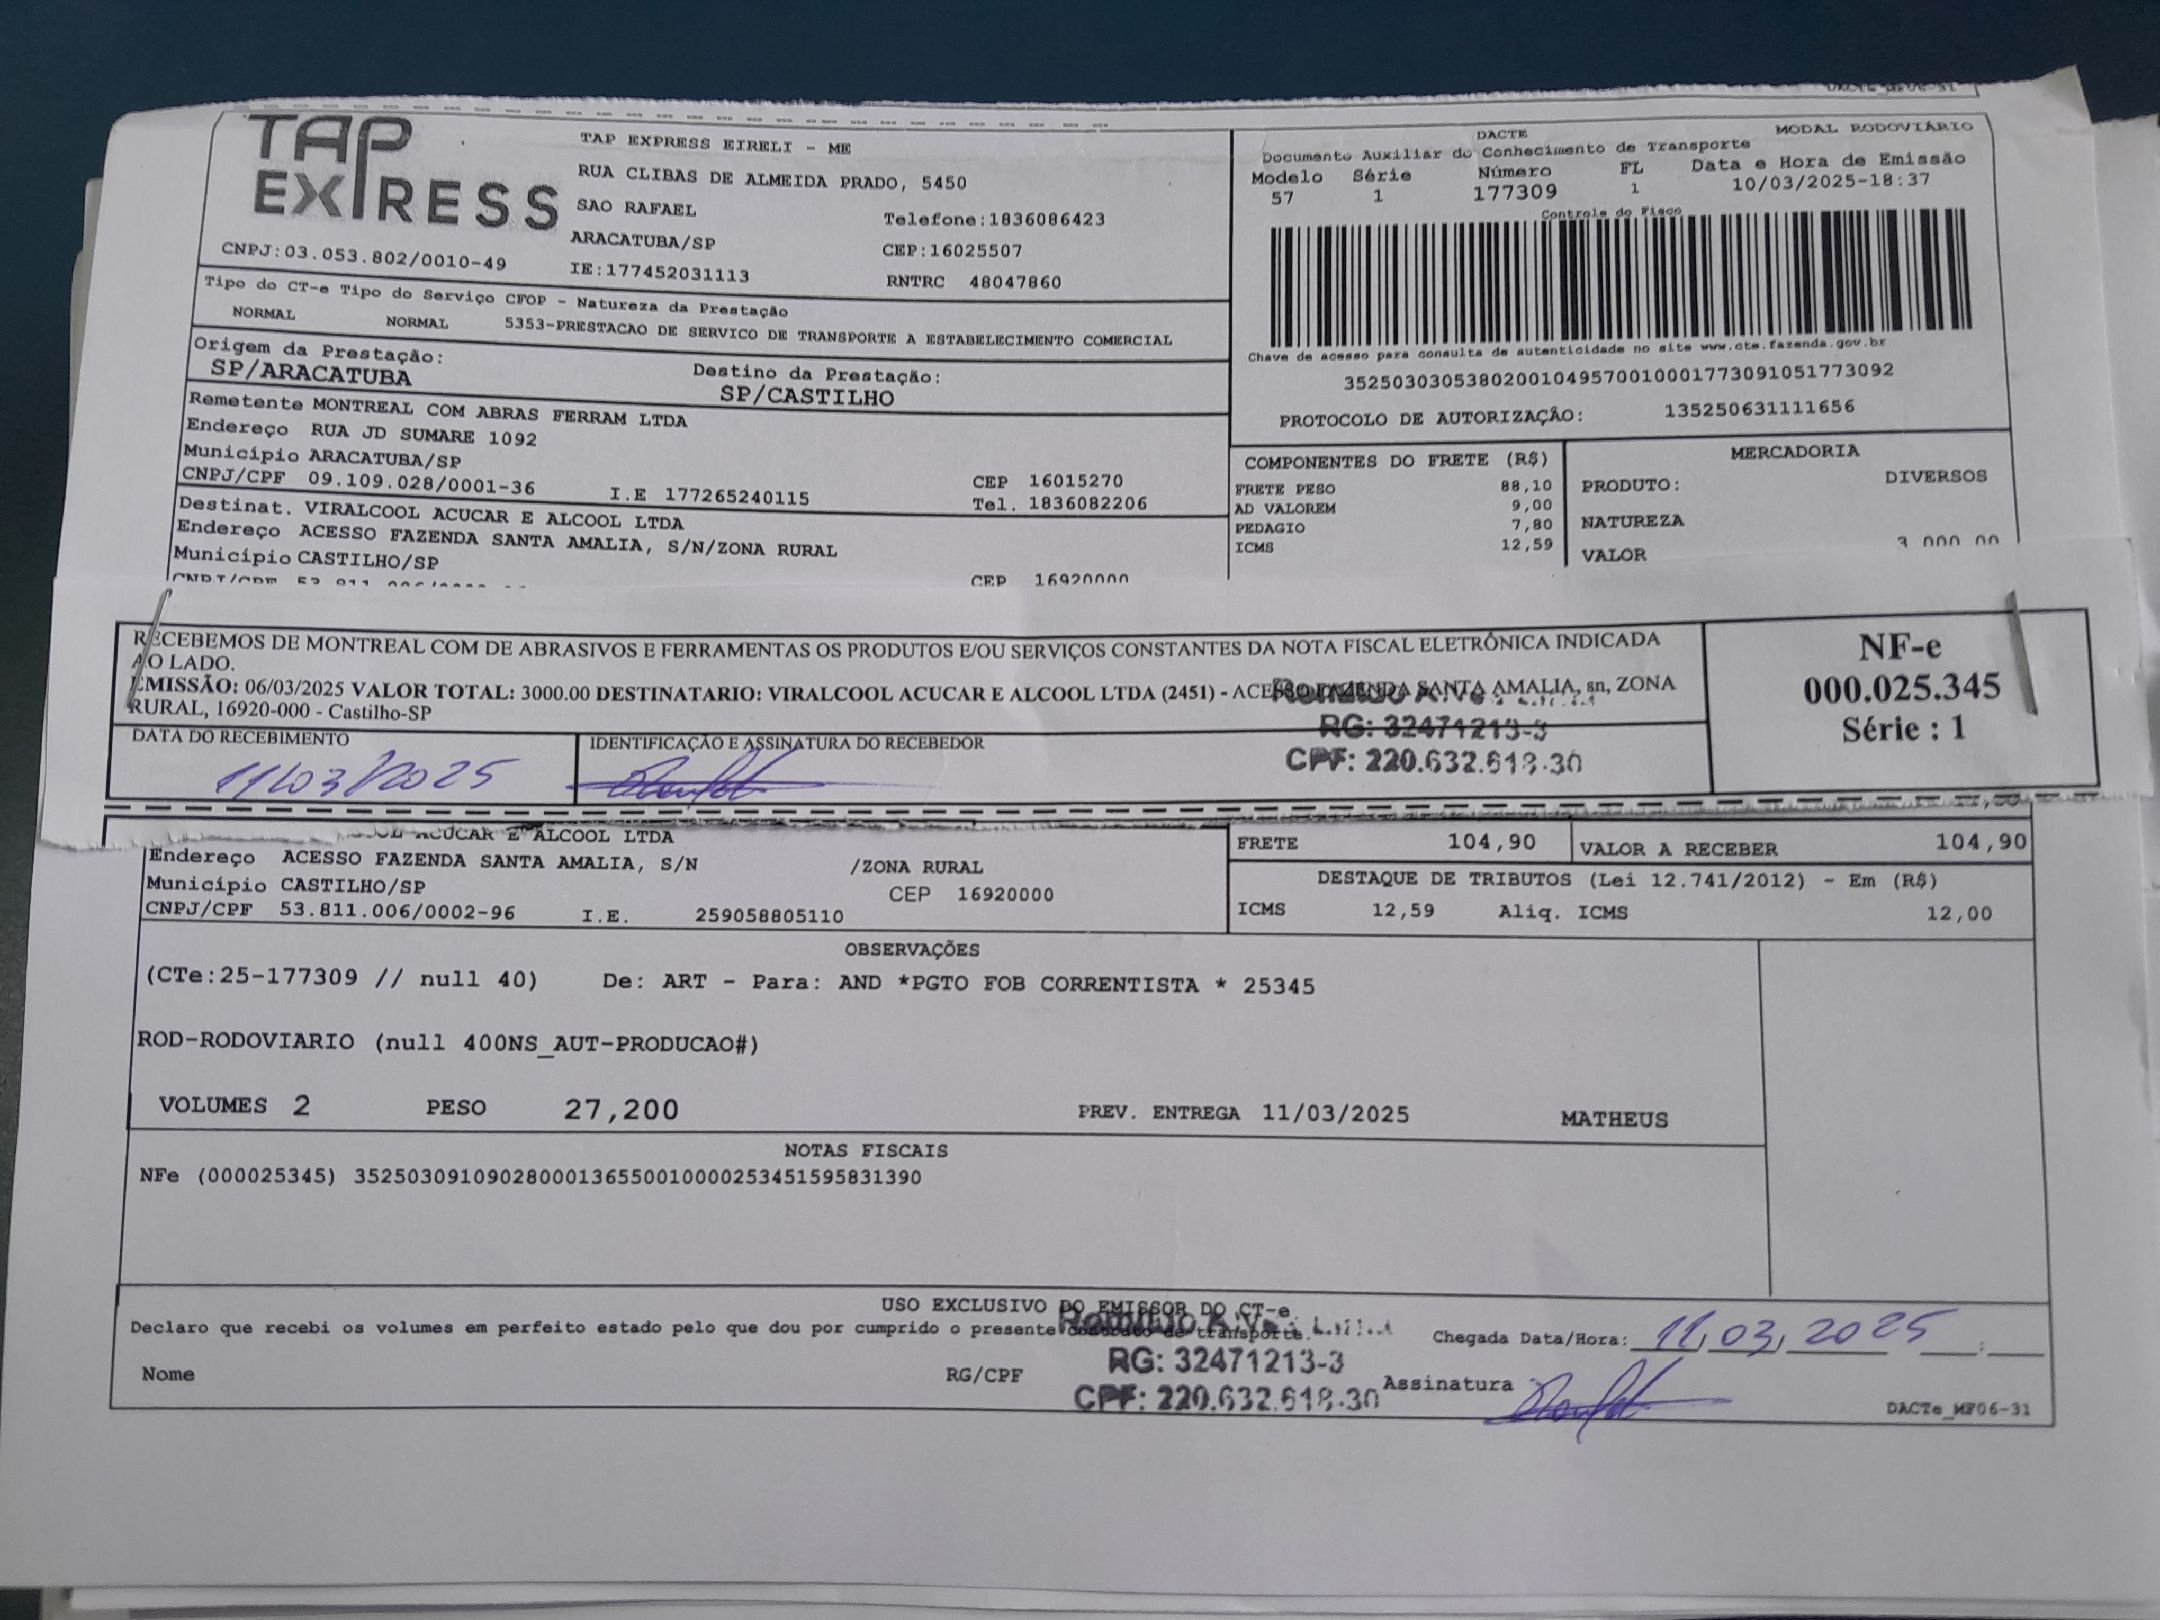 TAP
EXPRESS
TAP EXPRESS EIRELI - ME
RUA CLIBAS DE ALMEIDA PRADO, 5450
SAO RAFAEL
Telefone:1836086423
ARACATUBA/SP
CEP:16025507
CNPJ:03.053.802/0010-49
IE:177452031113
RNTRC 48047860
DACTE
MODAL RODOVIÁRIO
Documento Auxiliar do Conhecimento de Transporte
Modelo Série Número FL Data e Hora de Emissão
57 1 177309 1 10/03/2025-18:37
Controle do Fisco
Chave de acesso para consulta de autenticidade no site www.cte.fazenda.gov.br
35250303053802001049570010001773091051773092
PROTOCOLO DE AUTORIZAÇÃO: 135250631111656
Tipo do CT-e Tipo do Serviço CFOP - Natureza da Prestação
NORMAL NORMAL 5353-PRESTACAO DE SERVICO DE TRANSPORTE A ESTABELECIMENTO COMERCIAL
Origem da Prestação:
SP/ARACATUBA
Destino da Prestação:
SP/CASTILHO
Remetente MONTREAL COM ABRAS FERRAM LTDA
Endereço RUA JD SUMARE 1092
Município ARACATUBA/SP
CEP 16015270
CNPJ/CPF 09.109.028/0001-36 I.E 177265240115 Tel. 1836082206
Destinat. VIRALCOOL ACUCAR E ALCOOL LTDA
Endereço ACESSO FAZENDA SANTA AMALIA, S/N/ZONA RURAL
Município CASTILHO/SP
CEP 16920000
COMPONENTES DO FRETE (R$)
FRETE PESO 88,10
AD VALOREM 9,00
PEDAGIO 7,80
ICMS 12,59
MERCADORIA
PRODUTO: DIVERSOS
NATUREZA
VALOR 3.000,00
RECEBEMOS DE MONTREAL COM DE ABRASIVOS E FERRAMENTAS OS PRODUTOS E/OU SERVIÇOS CONSTANTES DA NOTA FISCAL ELETRÔNICA INDICADA
AO LADO.
EMISSÃO: 06/03/2025 VALOR TOTAL: 3000.00 DESTINATARIO: VIRALCOOL ACUCAR E ALCOOL LTDA (2451) - ACESSO FAZENDA SANTA AMALIA, sn, ZONA
RURAL, 16920-000 - Castilho-SP
NF-e
000.025.345
Série : 1
DATA DO RECEBIMENTO
11/03/2025
IDENTIFICAÇÃO E ASSINATURA DO RECEBEDOR
RG: 32471213-3
CPF: 220.632.618-30
ACUCAR E ALCOOL LTDA
Endereço ACESSO FAZENDA SANTA AMALIA, S/N /ZONA RURAL
Município CASTILHO/SP CEP 16920000
CNPJ/CPF 53.811.006/0002-96 I.E. 259058805110
FRETE 104,90 VALOR A RECEBER 104,90
DESTAQUE DE TRIBUTOS (Lei 12.741/2012) - Em (R$)
ICMS 12,59 Aliq. ICMS 12,00
OBSERVAÇÕES
(CTe:25-177309 // null 40) De: ART - Para: AND *PGTO FOB CORRENTISTA * 25345
ROD-RODOVIARIO (null 400NS_AUT-PRODUCAO#)
VOLUMES 2 PESO 27,200 PREV. ENTREGA 11/03/2025 MATHEUS
NOTAS FISCAIS
NFe (000025345) 35250309109028000136550010000253451595831390
USO EXCLUSIVO DO EMISSOR DO CT-e
Declaro que recebi os volumes em perfeito estado pelo que dou por cumprido o presente contrato de transporte.
Chegada Data/Hora: 11/03/2025
Nome RG/CPF
RG: 32471213-3
CPF: 220.632.618-30
Assinatura
DACTe_MF06-31